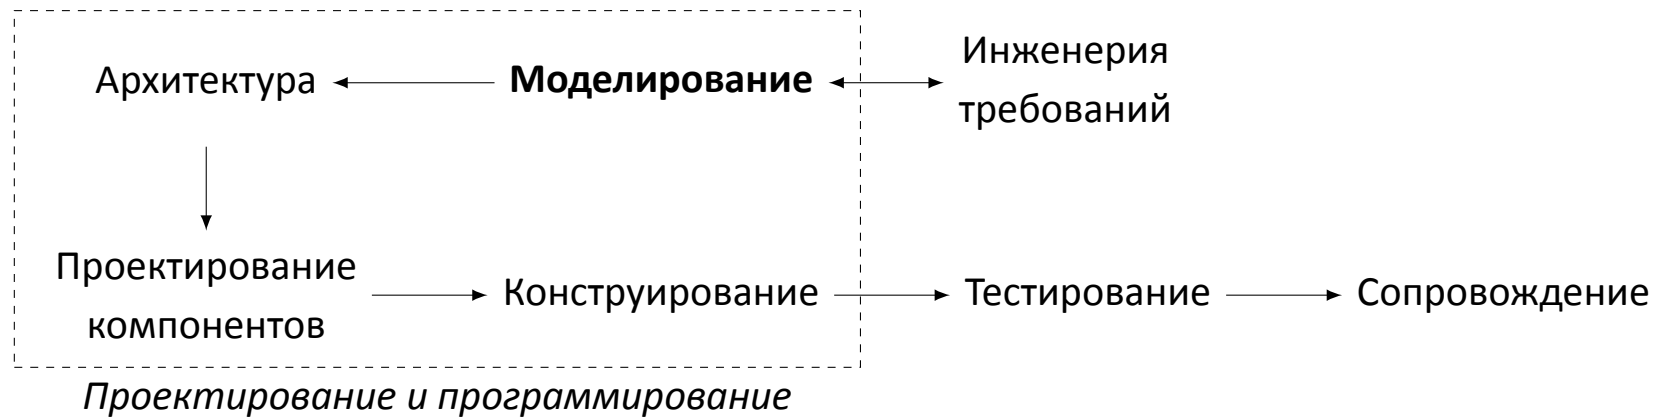 Архитектура
Моделирование
Инженерия
требований
Проектирование
компонентов
Конструирование
Тестирование
Сопровождение
Проектирование и программирование